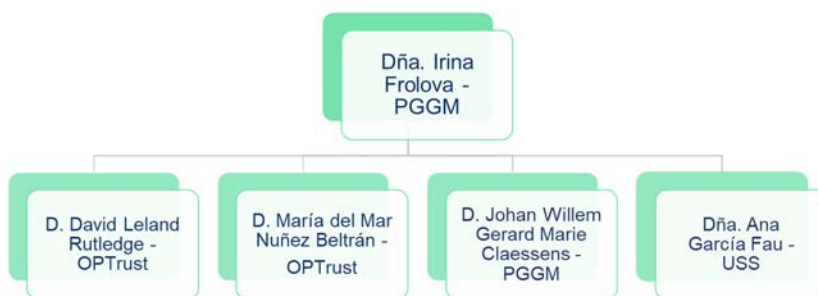 Dña. Irina
Frolova -
PGGM
D. David Leland
Rutledge -
OPTrust
D. María del Mar
Nuñez Beltrán -
OPTrust
D. Johan Willem
Gerard Marie
Claessens -
PGGM
Dña. Ana
García Fau -
USS